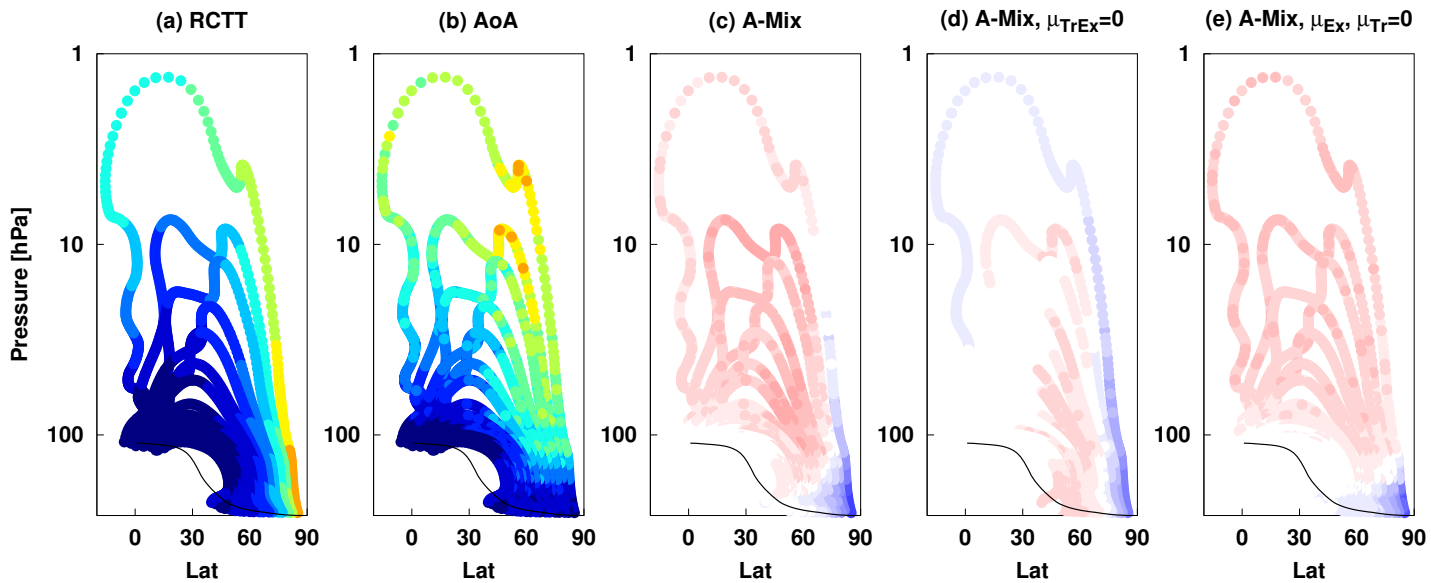 (a) RCTT (b) AoA (c) A-Mix (d) A-Mix, μTrEx=0 (e) A-Mix, μEx, μTr=0
1 1 1 1 1
10 10 10 10 10
100 100 100 100 100
Pressure [hPa]
0 30 60 90 0 30 60 90 0 30 60 90 0 30 60 90 0 30 60 90
Lat Lat Lat Lat Lat